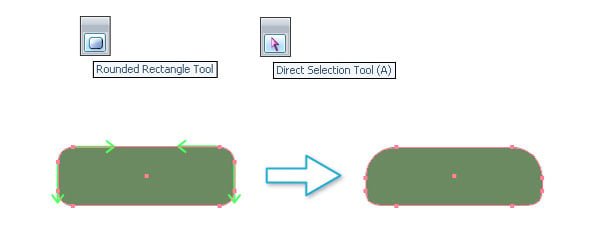 Rounded Rectangle Tool
Direct Selection Tool (A)